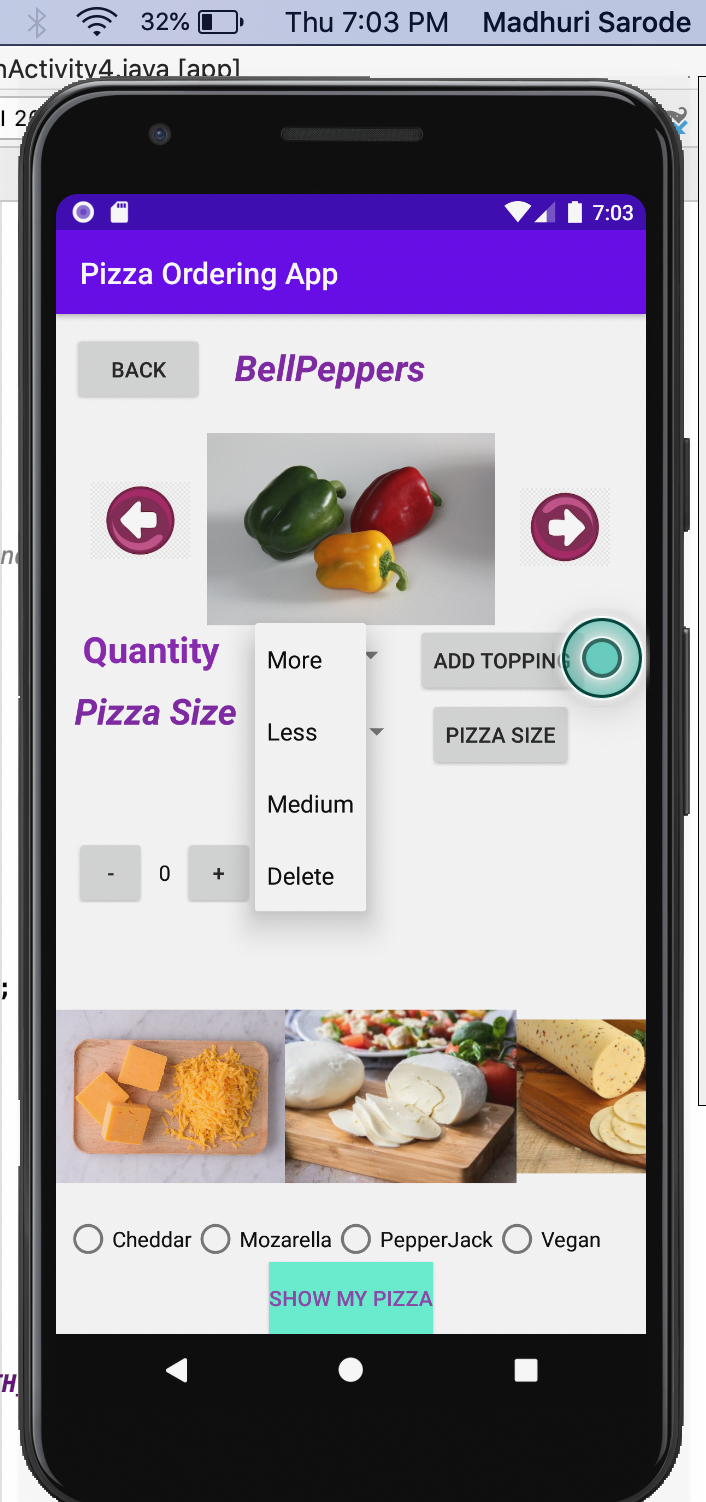 32% Thu 7:03 PM Madhuri Sarode
nActivity4.java [app]
7:03
Pizza Ordering App
BACK BellPeppers
Quantity More ADD TOPPING
Pizza Size Less PIZZA SIZE
Medium
- 0 + Delete
;
Cheddar Mozarella PepperJack Vegan
SHOW MY PIZZA